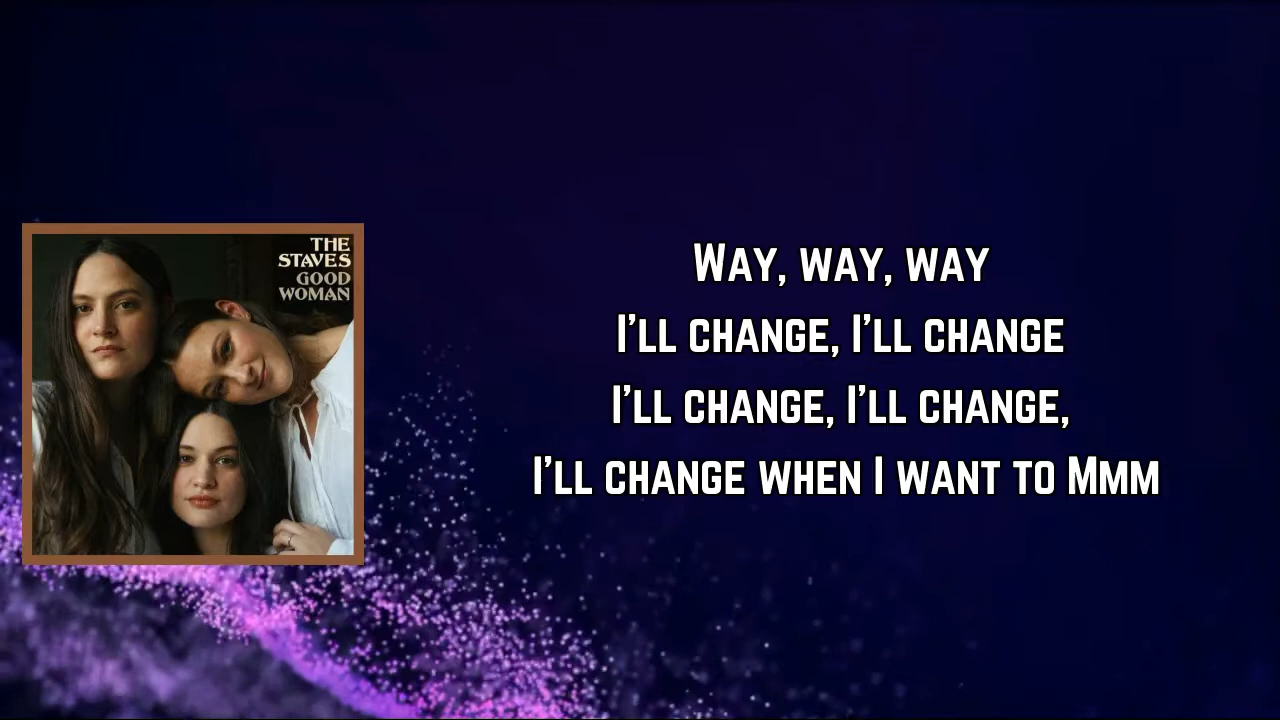 THE
STAVES
GOOD
WOMAN
Way, way, way
I'll change, I'll change
I'll change, I'll change,
I'll change when I want to Mmm